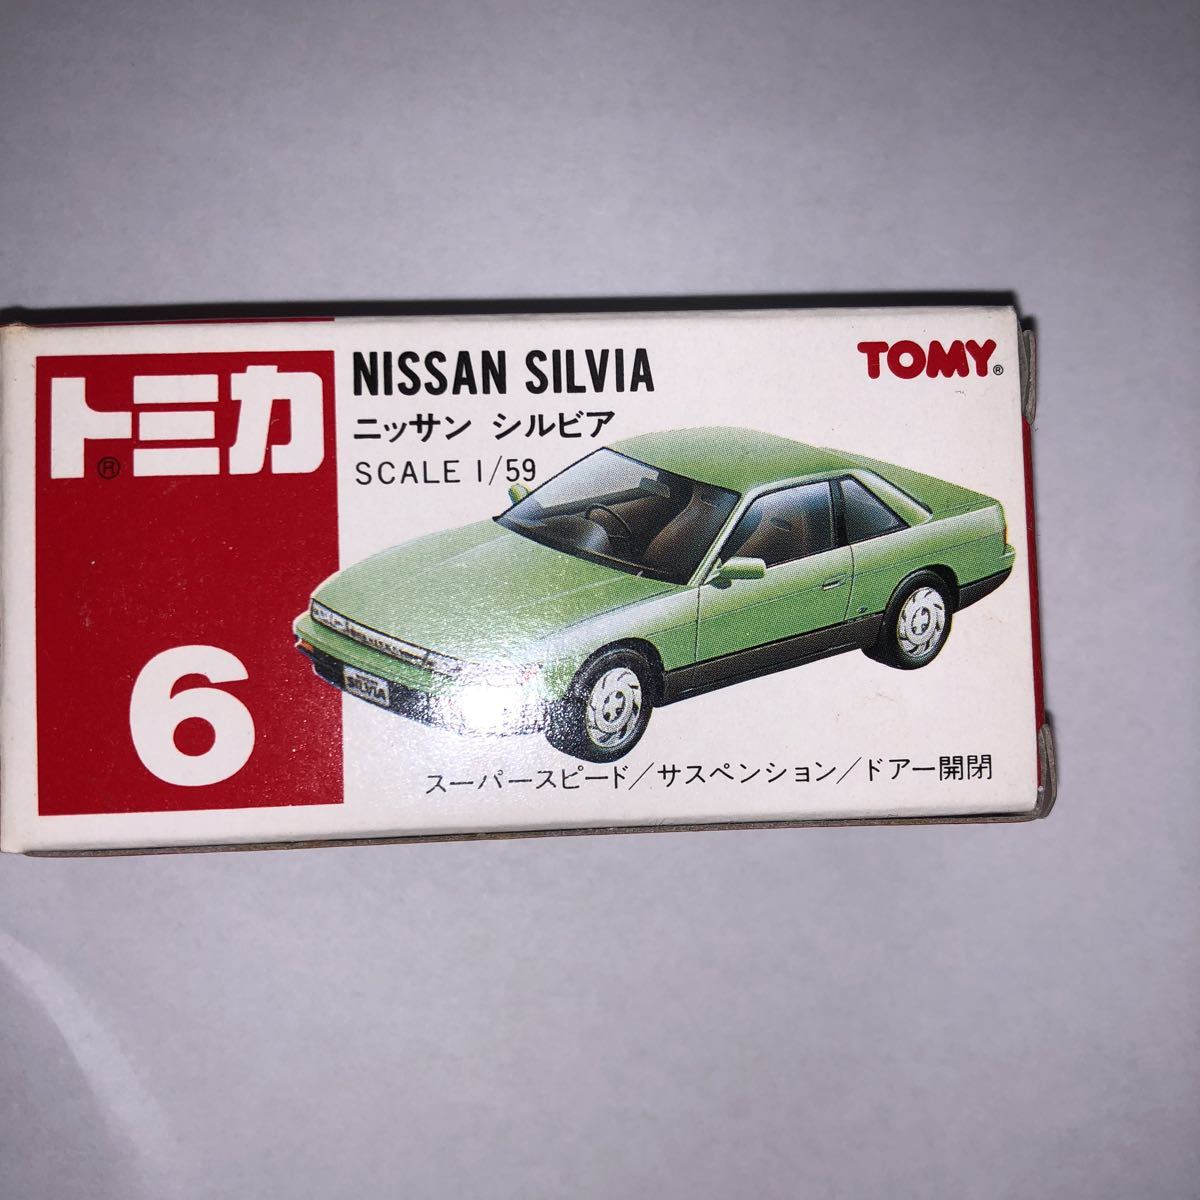 トミカ®
6
NISSAN SILVIA
ニッサン シルビア
SCALE 1/59
TOMY®
SILVIA
スーパースピード/サスペンション/ドアー開閉